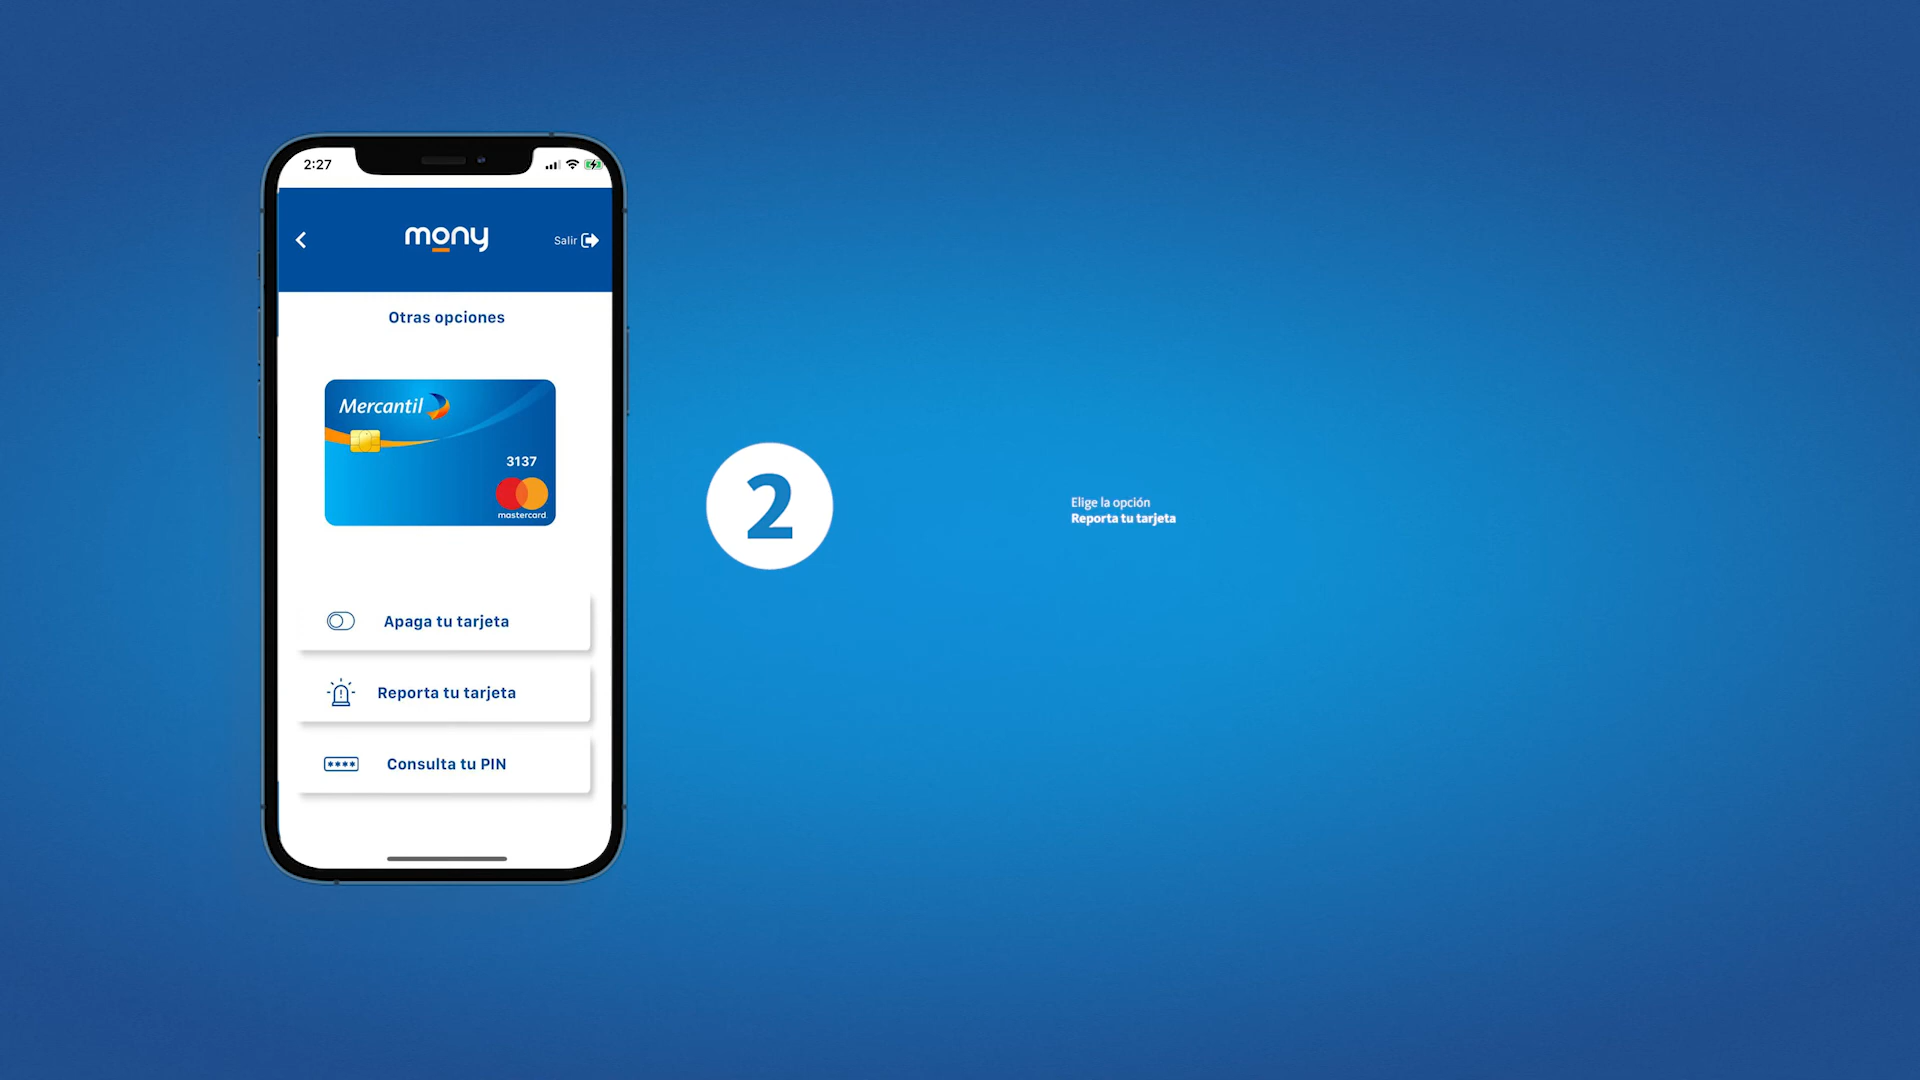 2:27
mony
Salir
Otras opciones
Mercantil
3137
mastercard.
Apaga tu tarjeta
Reporta tu tarjeta
****
Consulta tu PIN
2
Elige la opción
Reporta tu tarjeta